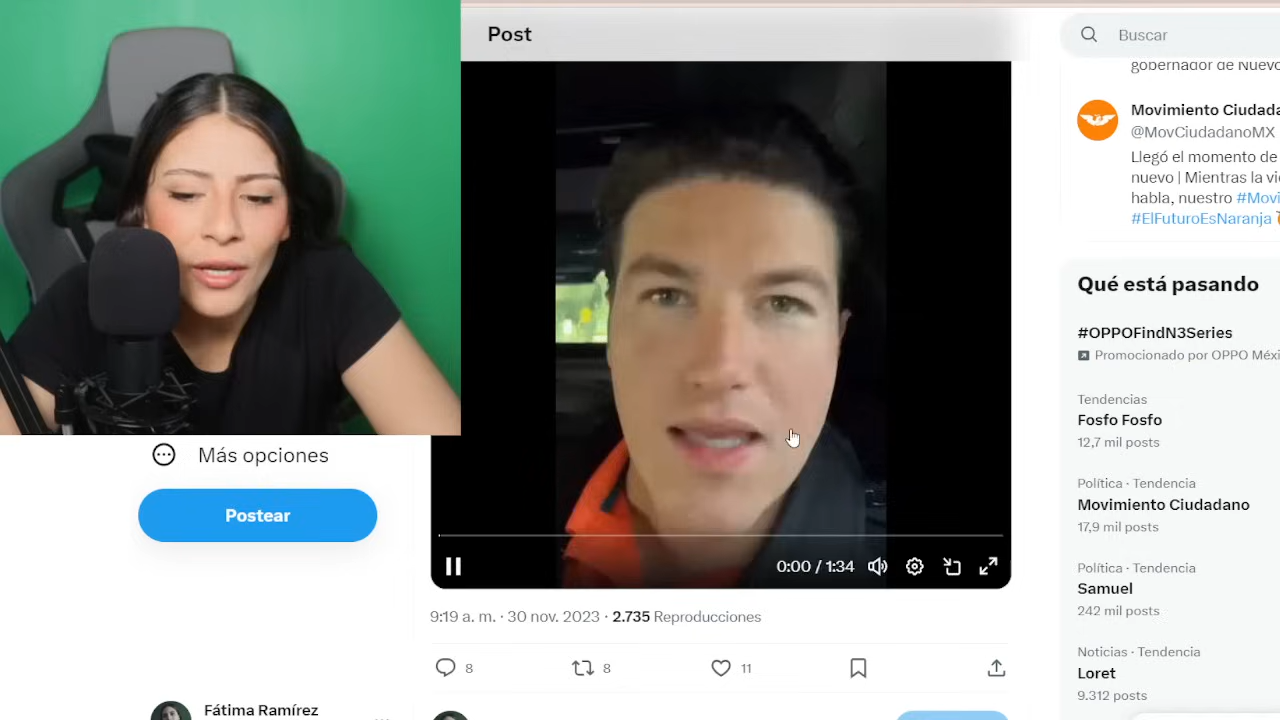 Post
Buscar
gobernador de Nuevo
Movimiento Ciudada
@MovCiudadanoMX
Llegó el momento de
nuevo | Mientras la vie
habla, nuestro #Movi
#ElFuturoEsNaranja
Qué está pasando
#OPPOFindN3Series
Promocionado por OPPO Méxi
Tendencias
Fosfo Fosfo
12,7 mil posts
Política · Tendencia
Movimiento Ciudadano
17,9 mil posts
Política · Tendencia
Samuel
242 mil posts
Noticias · Tendencia
Loret
9.312 posts
Más opciones
Postear
0:00 / 1:34
9:19 a. m. · 30 nov. 2023 · 2.735 Reproducciones
8
8
11
Fátima Ramírez